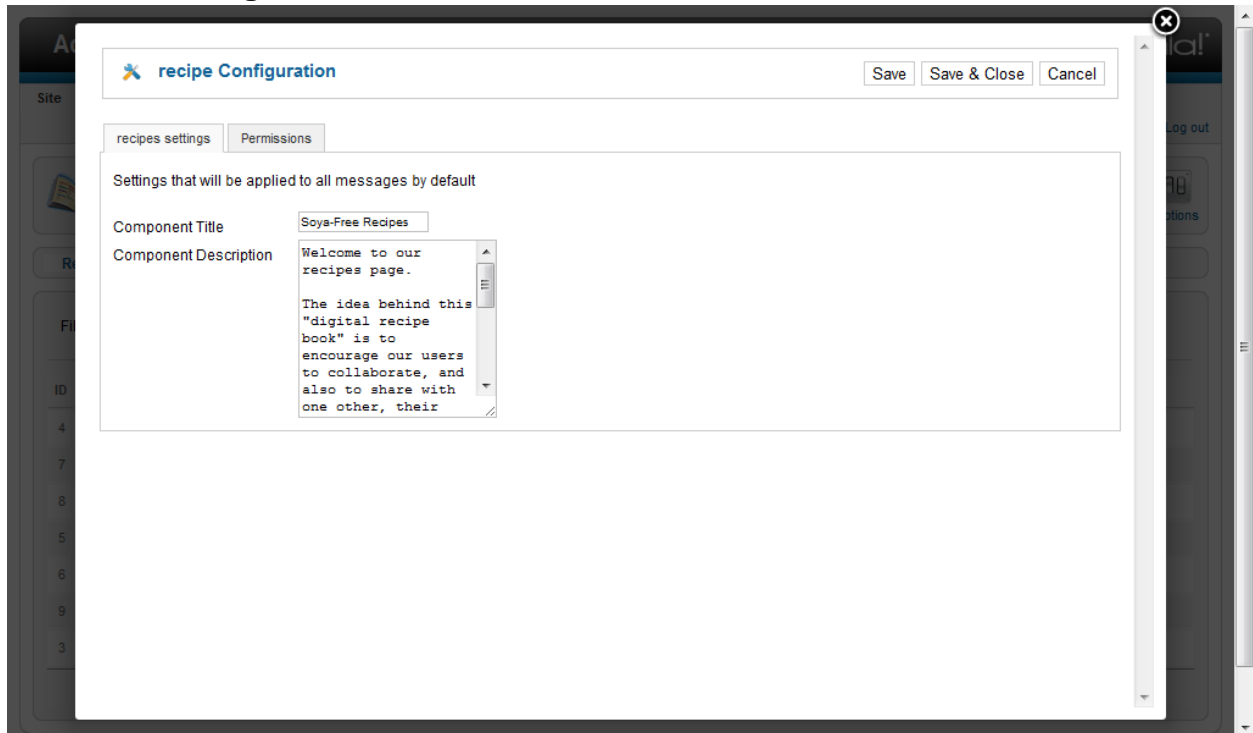 recipe Configuration
Save Save & Close Cancel
Site
Log out
recipes settings Permissions
Settings that will be applied to all messages by default
Component Title Soya-Free Recipes
Component Description
Welcome to our
recipes page.
The idea behind this
"digital recipe
book" is to
encourage our users
to collaborate, and
also to share with
one other, their
ID
4
7
8
5
6
9
3